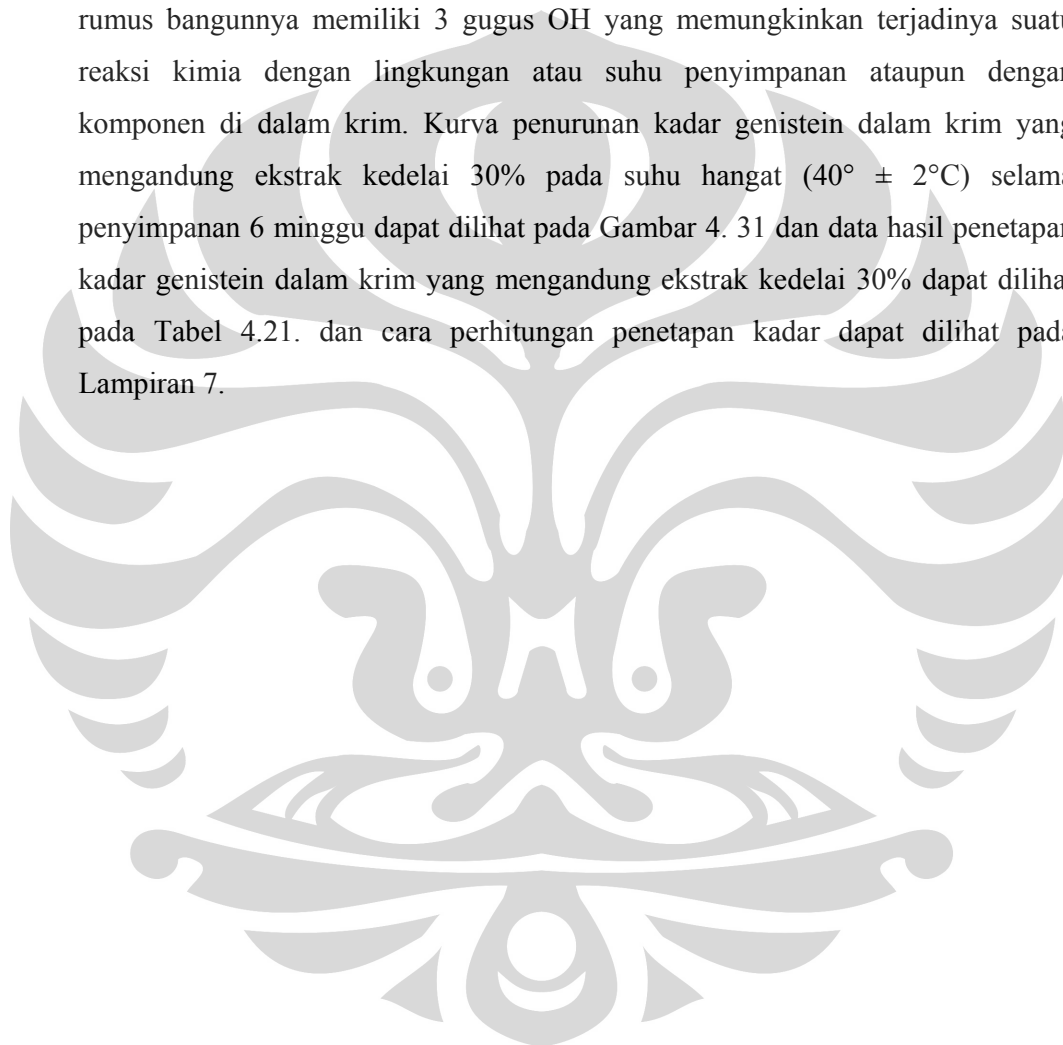 rumus bangunnya memiliki 3 gugus OH yang memungkinkan terjadinya suatu
reaksi kimia dengan lingkungan atau suhu penyimpanan ataupun dengan
komponen di dalam krim. Kurva penurunan kadar genistein dalam krim yang
mengandung ekstrak kedelai 30% pada suhu hangat (40° ± 2°C) selama
penyimpanan 6 minggu dapat dilihat pada Gambar 4. 31 dan data hasil penetapan
kadar genistein dalam krim yang mengandung ekstrak kedelai 30% dapat dilihat
pada Tabel 4.21. dan cara perhitungan penetapan kadar dapat dilihat pada
Lampiran 7.